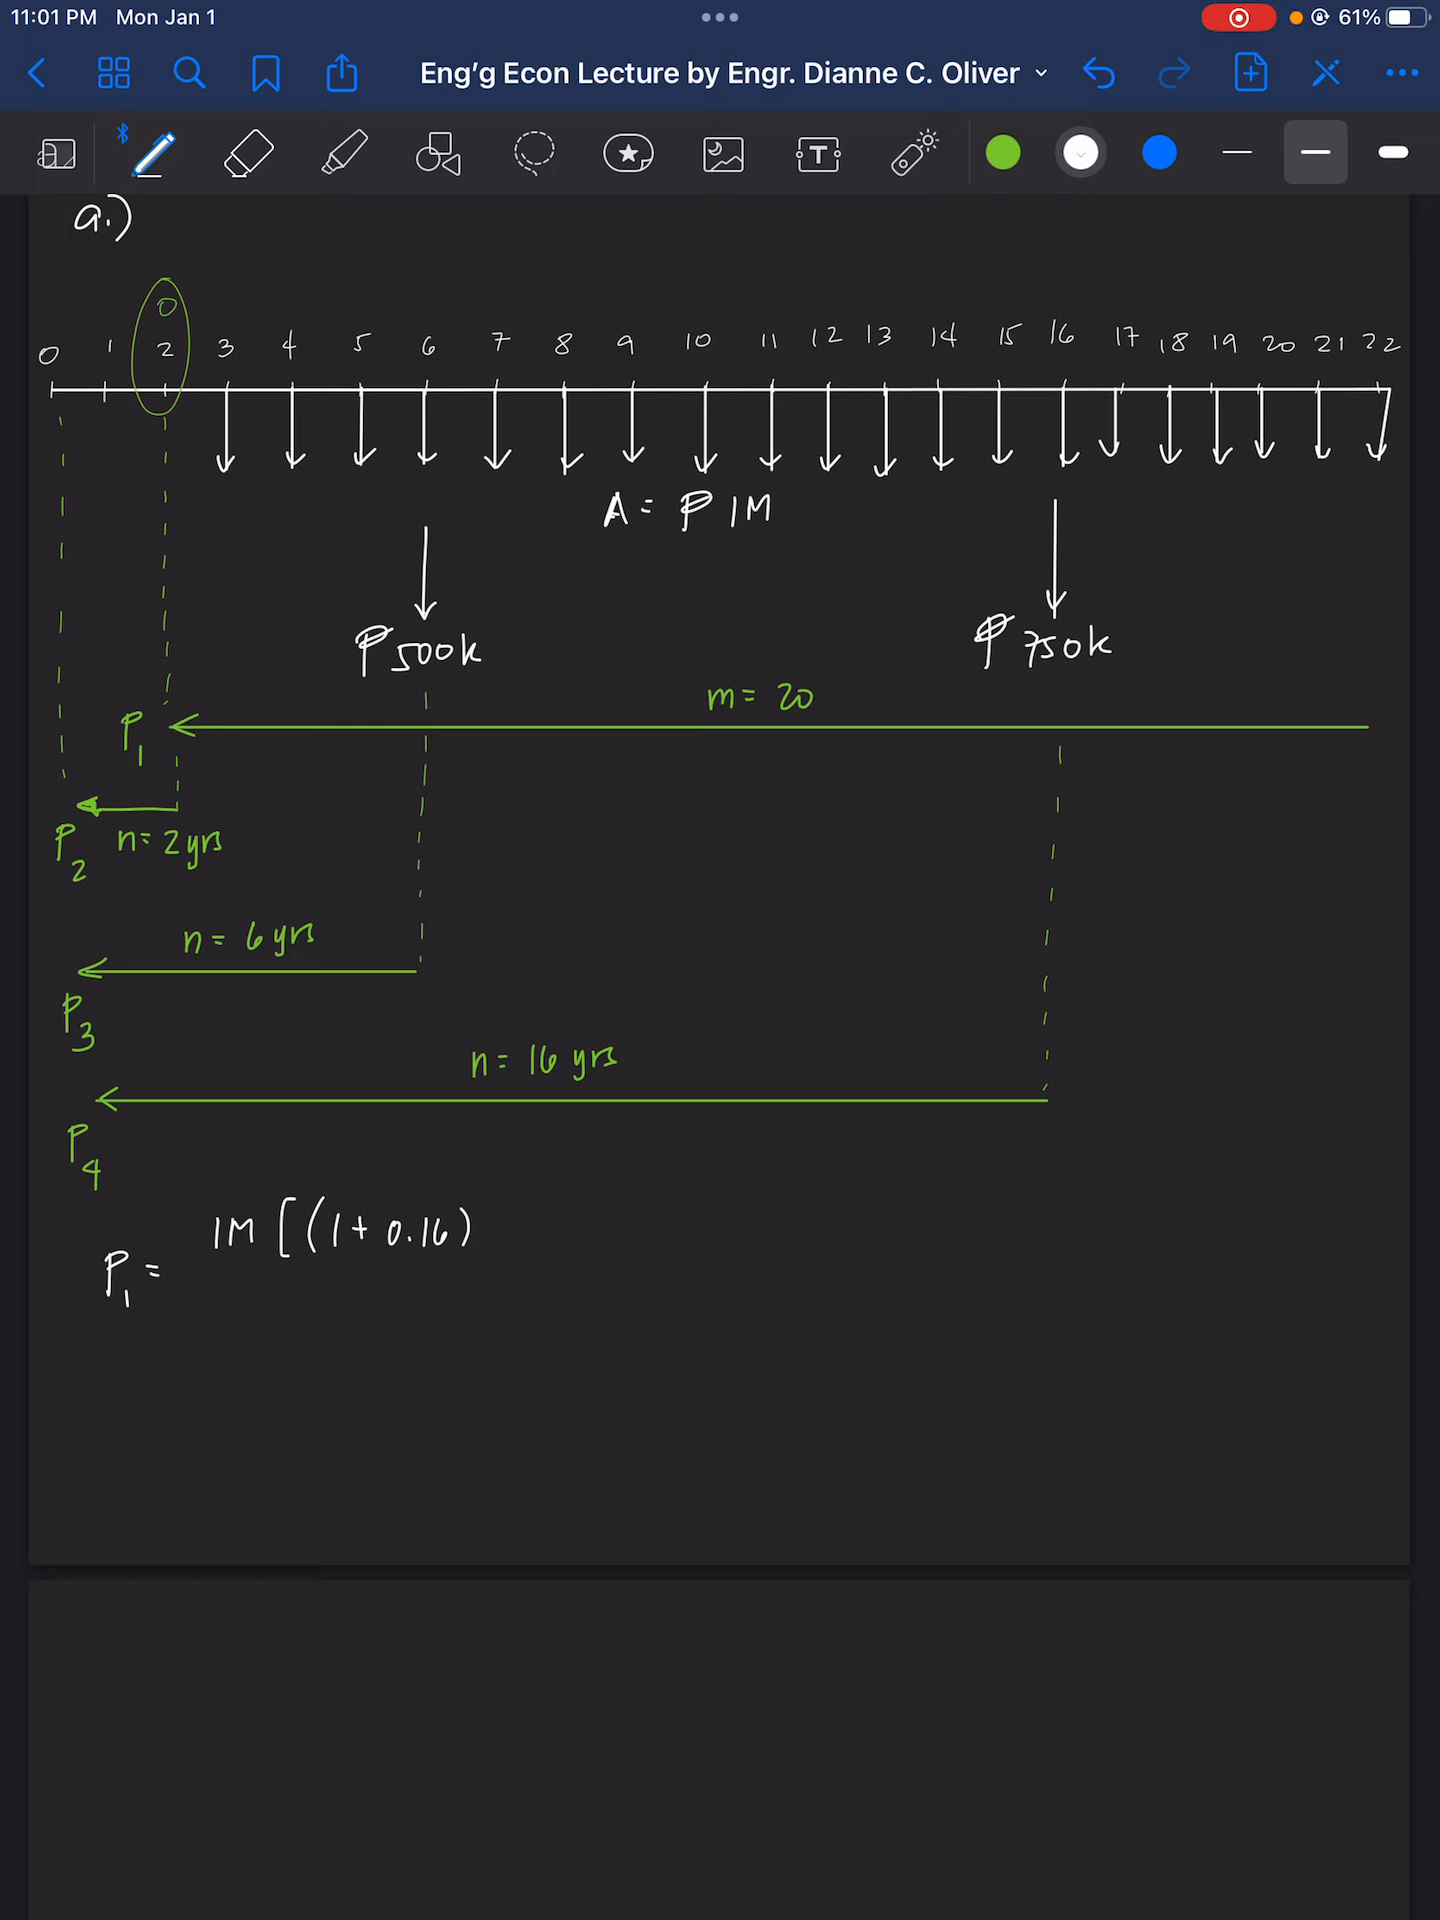 11:01 PM Mon Jan 1
61%
Eng'g Econ Lecture by Engr. Dianne C. Oliver
T
a.)
0
0 1 2 3 4 5 6 7 8 9 10 11 12 13 14 15 16 17 18 19 20 21 22
A = ₱ 1M
₱500k
₱750k
m = 20
P1
n = 2 yrs
P2
n = 6 yrs
P3
n = 16 yrs
P4
P1 = 1M [(1 + 0.16)